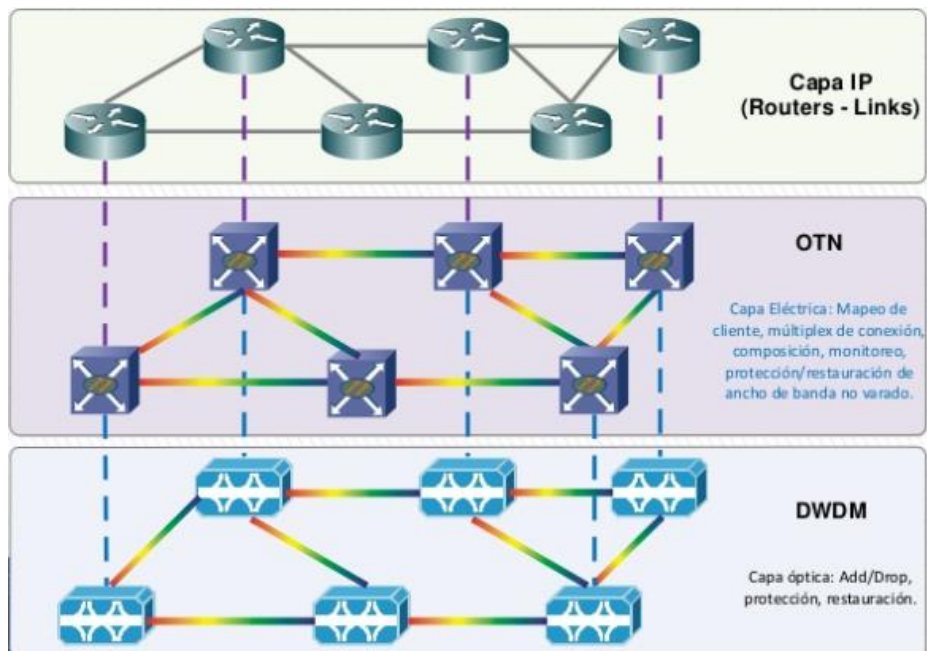 Capa IP
(Routers - Links)
OTN
Capa Eléctrica: Mapeo de
cliente, múltiplex de conexión,
composición, monitoreo,
protección/restauración de
ancho de banda no varado.
DWDM
Capa óptica: Add/Drop,
protección, restauración.